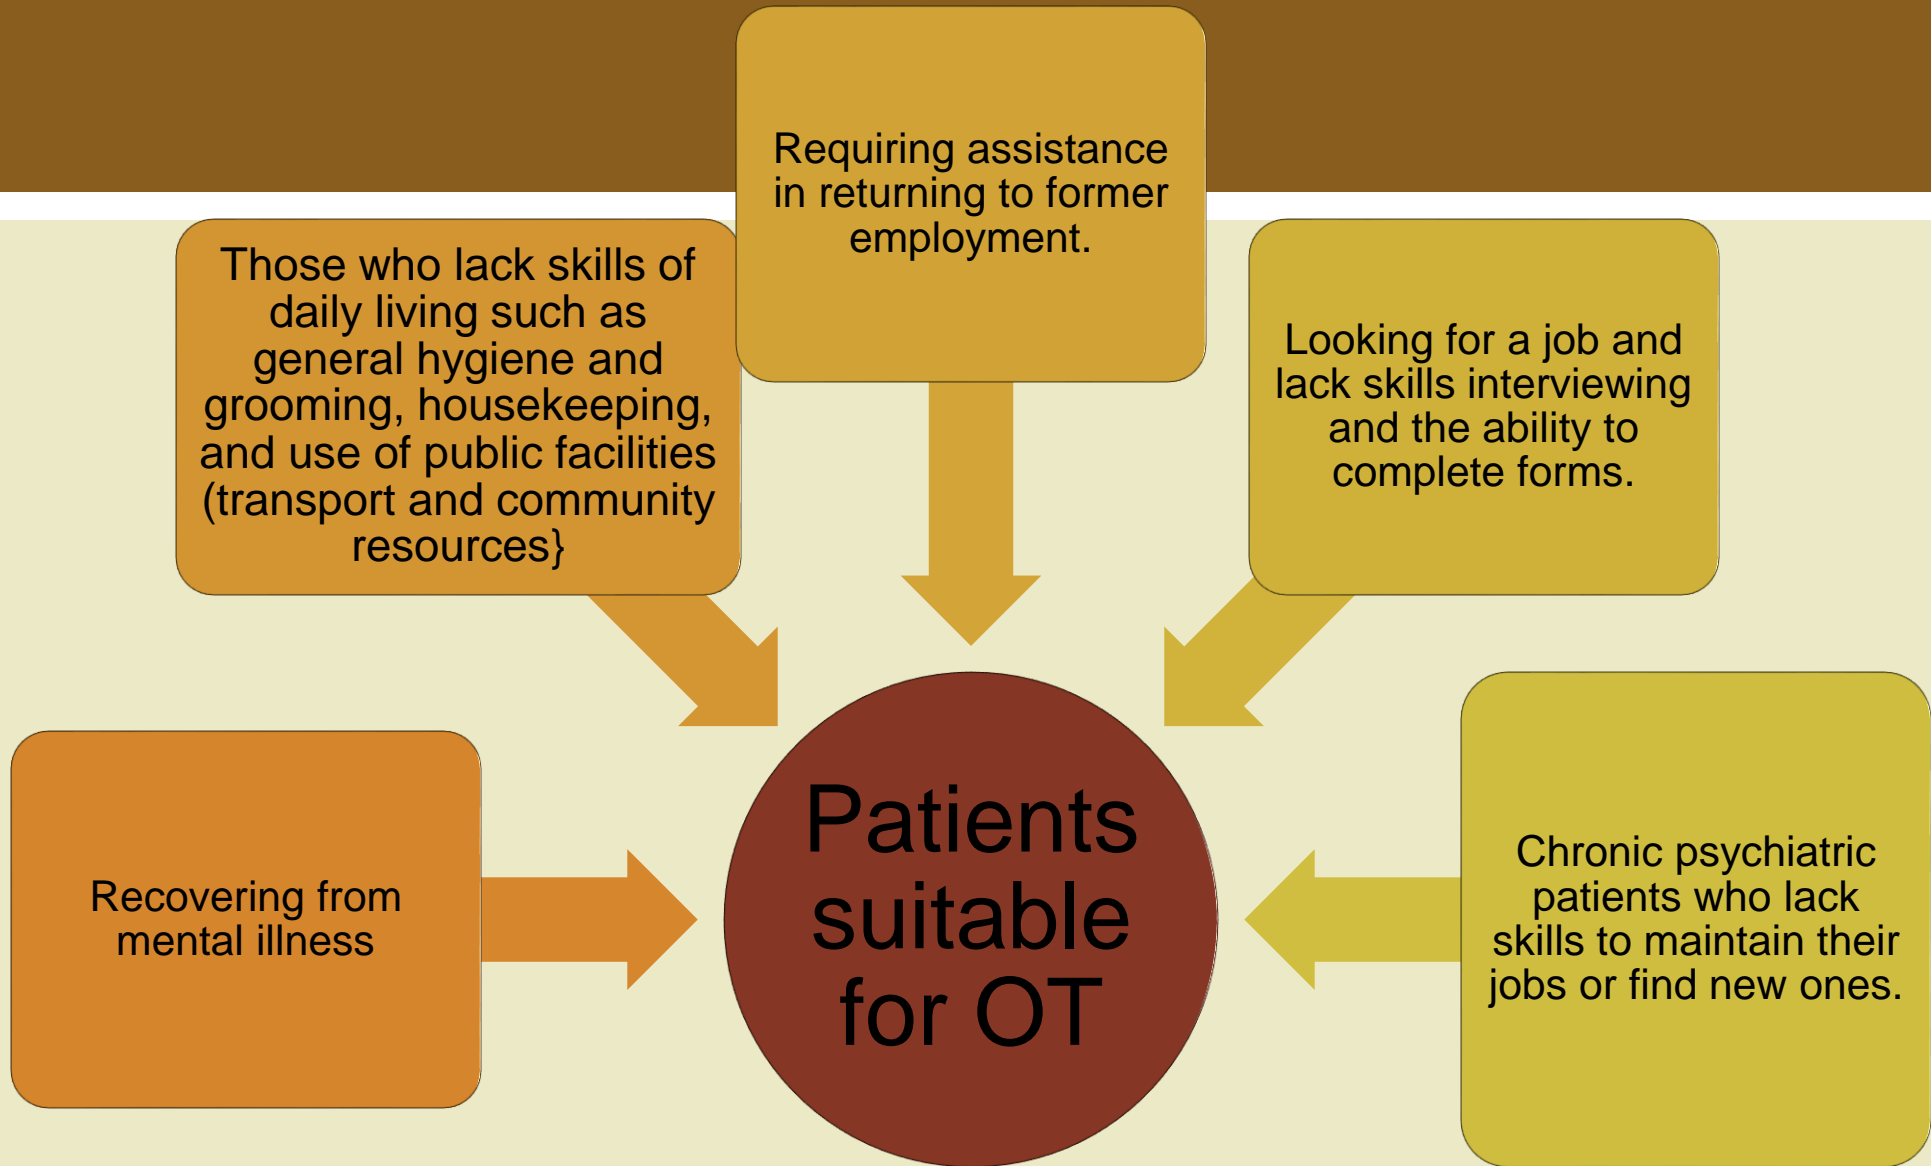 Requiring assistance
in returning to former
employment.
Those who lack skills of
daily living such as
general hygiene and
grooming, housekeeping,
and use of public facilities
(transport and community
resources}
Looking for a job and
lack skills interviewing
and the ability to
complete forms.
Recovering from
mental illness
Patients
suitable
for OT
Chronic psychiatric
patients who lack
skills to maintain their
jobs or find new ones.